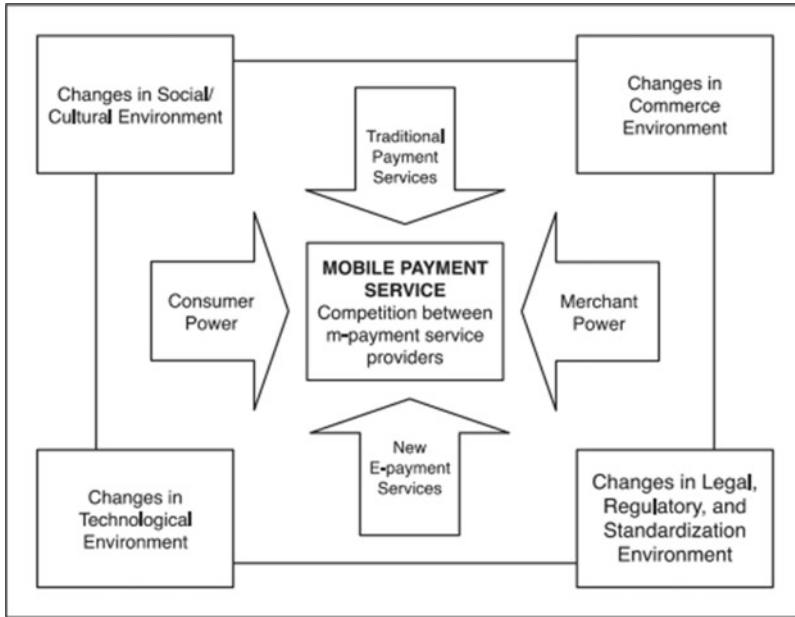 Changes in Social/
Cultural Environment
Changes in
Commerce
Environment
Traditional
Payment
Services
Consumer
Power
MOBILE PAYMENT
SERVICE
Competition between
m-payment service
providers
Merchant
Power
New
E-payment
Services
Changes in
Technological
Environment
Changes in Legal,
Regulatory, and
Standardization
Environment